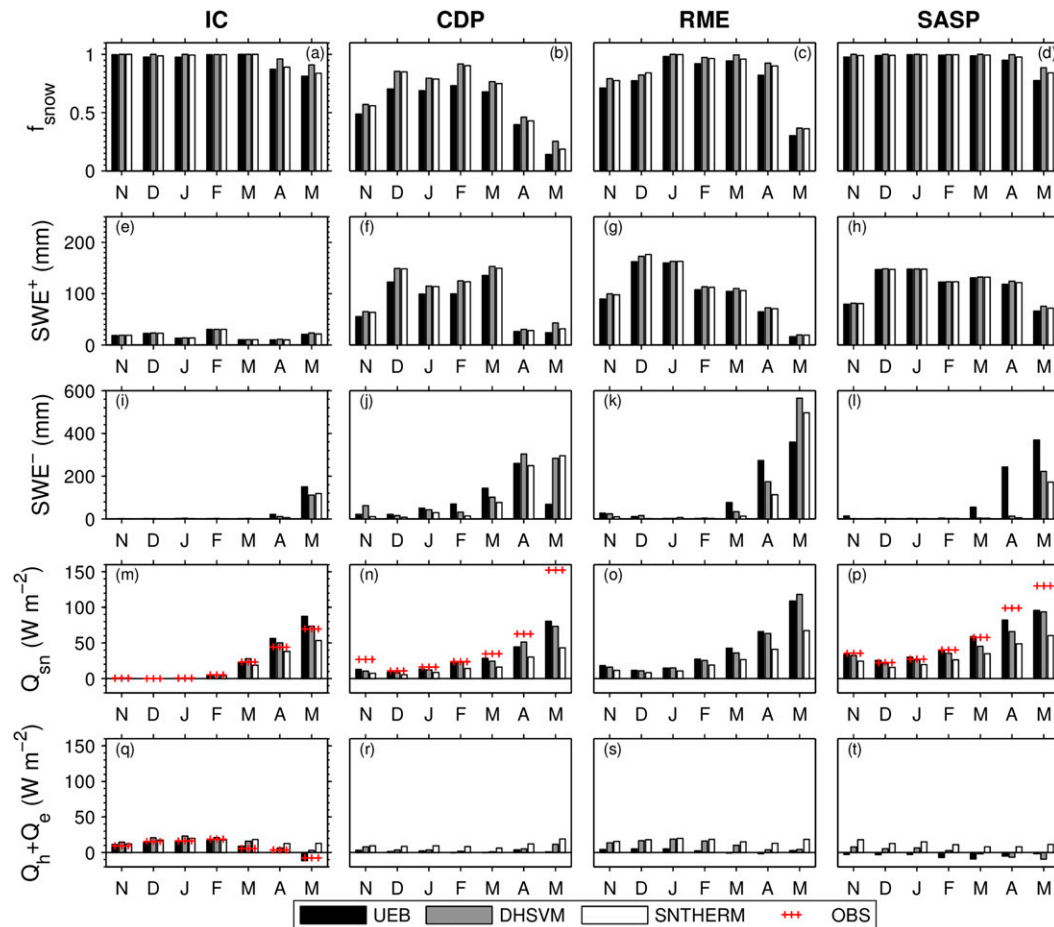 IC CDP RME SASP
f_snow
1
0.5
0
(a) (b) (c) (d)
N D J F M A M N D J F M A M N D J F M A M N D J F M A M
SWE⁺ (mm)
200
100
0
(e) (f) (g) (h)
N D J F M A M N D J F M A M N D J F M A M N D J F M A M
SWE⁻ (mm)
600
400
200
0
(i) (j) (k) (l)
N D J F M A M N D J F M A M N D J F M A M N D J F M A M
Q_sn (W m⁻²)
150
100
50
0
(m) (n) (o) (p)
N D J F M A M N D J F M A M N D J F M A M N D J F M A M
Q_h+Q_e (W m⁻²)
150
100
50
0
(q) (r) (s) (t)
N D J F M A M N D J F M A M N D J F M A M N D J F M A M
UEB DHSVM SNTHERM OBS